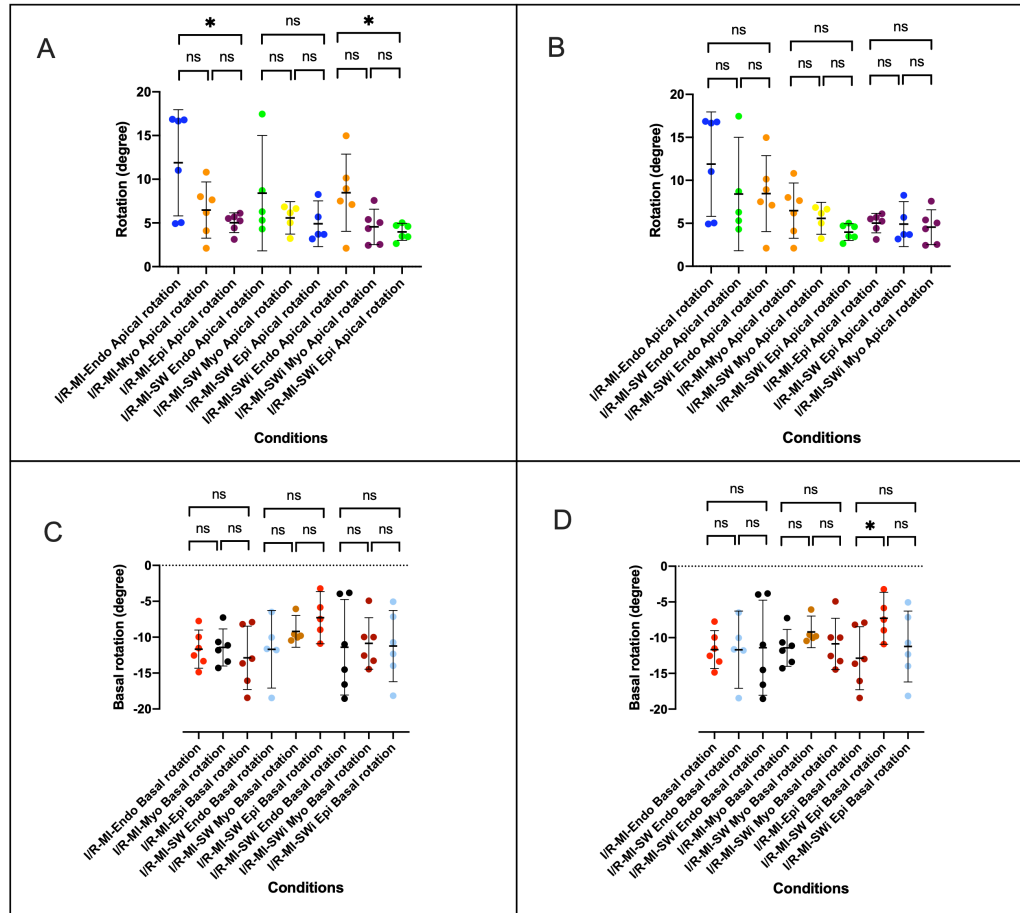 A
*
ns
*
ns
ns
ns
ns
ns
ns
20
15
10
5
0
Rotation (degree)
I/R-MI-Endo Apical rotation
I/R-MI-Myo Apical rotation
I/R-MI-Epi Apical rotation
I/R-MI-SW Endo Apical rotation
I/R-MI-SW Myo Apical rotation
I/R-MI-SW Epi Apical rotation
I/R-MI-SWi Endo Apical rotation
I/R-MI-SWi Myo Apical rotation
I/R-MI-SWi Epi Apical rotation
Conditions
B
ns
ns
ns
ns
ns
ns
ns
ns
ns
20
15
10
5
0
Rotation (degree)
I/R-MI-Endo Apical rotation
I/R-MI-SW Endo Apical rotation
I/R-MI-SWi Endo Apical rotation
I/R-MI-Myo Apical rotation
I/R-MI-SW Myo Apical rotation
I/R-MI-SWi Epi Apical rotation
I/R-MI-Epi Apical rotation
I/R-MI-SW Epi Apical rotation
I/R-MI-SWi Myo Apical rotation
Conditions
C
ns
ns
ns
ns
ns
ns
ns
ns
ns
0
-5
-10
-15
-20
Basal rotation (degree)
I/R-MI-Endo Basal rotation
I/R-MI-Myo Basal rotation
I/R-MI-Epi Basal rotation
I/R-MI-SW Endo Basal rotation
I/R-MI-SW Myo Basal rotation
I/R-MI-SW Epi Basal rotation
I/R-MI-SWi Endo Basal rotation
I/R-MI-SWi Myo Basal rotation
I/R-MI-SWi Epi Basal rotation
Conditions
D
ns
ns
ns
ns
ns
ns
ns
*
ns
0
-5
-10
-15
-20
Basal rotation (degree)
I/R-MI-Endo Basal rotation
I/R-MI-SW Endo Basal rotation
I/R-MI-SWi Endo Basal rotation
I/R-MI-Myo Basal rotation
I/R-MI-SW Myo Basal rotation
I/R-MI-SWi Myo Basal rotation
I/R-MI-Epi Basal rotation
I/R-MI-SW Epi Basal rotation
I/R-MI-SWi Epi Basal rotation
Conditions